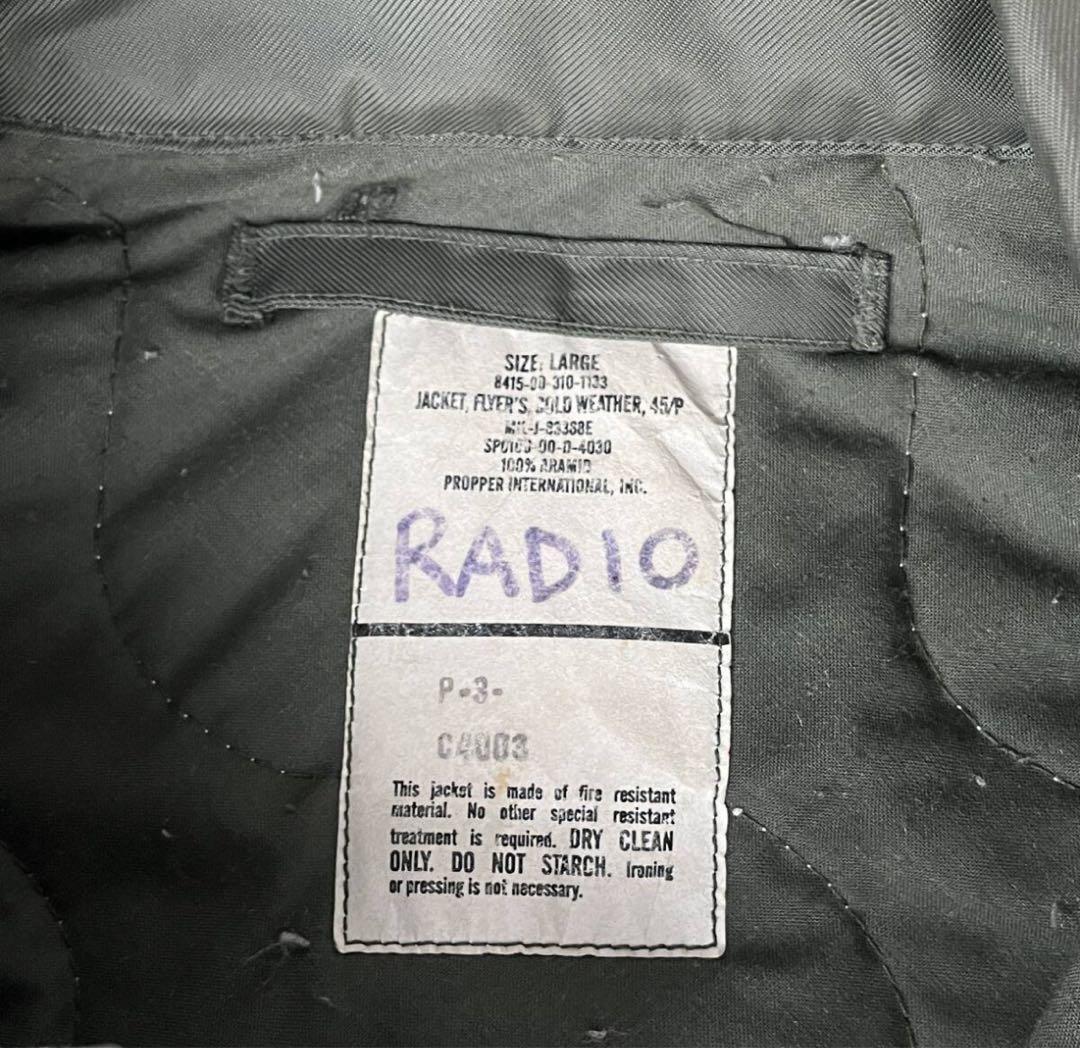 SIZE: LARGE
8415-00-310-1133
JACKET, FLYER'S, COLD WEATHER, 45/P
MIL-J-83388E
SPO100-00-D-4030
100% ARAMID
PROPPER INTERNATIONAL, INC.
RADIO
P-3-
C4003
This jacket is made of fire resistant
material. No other special resistant
treatment is required. DRY CLEAN
ONLY. DO NOT STARCH. Ironing
or pressing is not necessary.